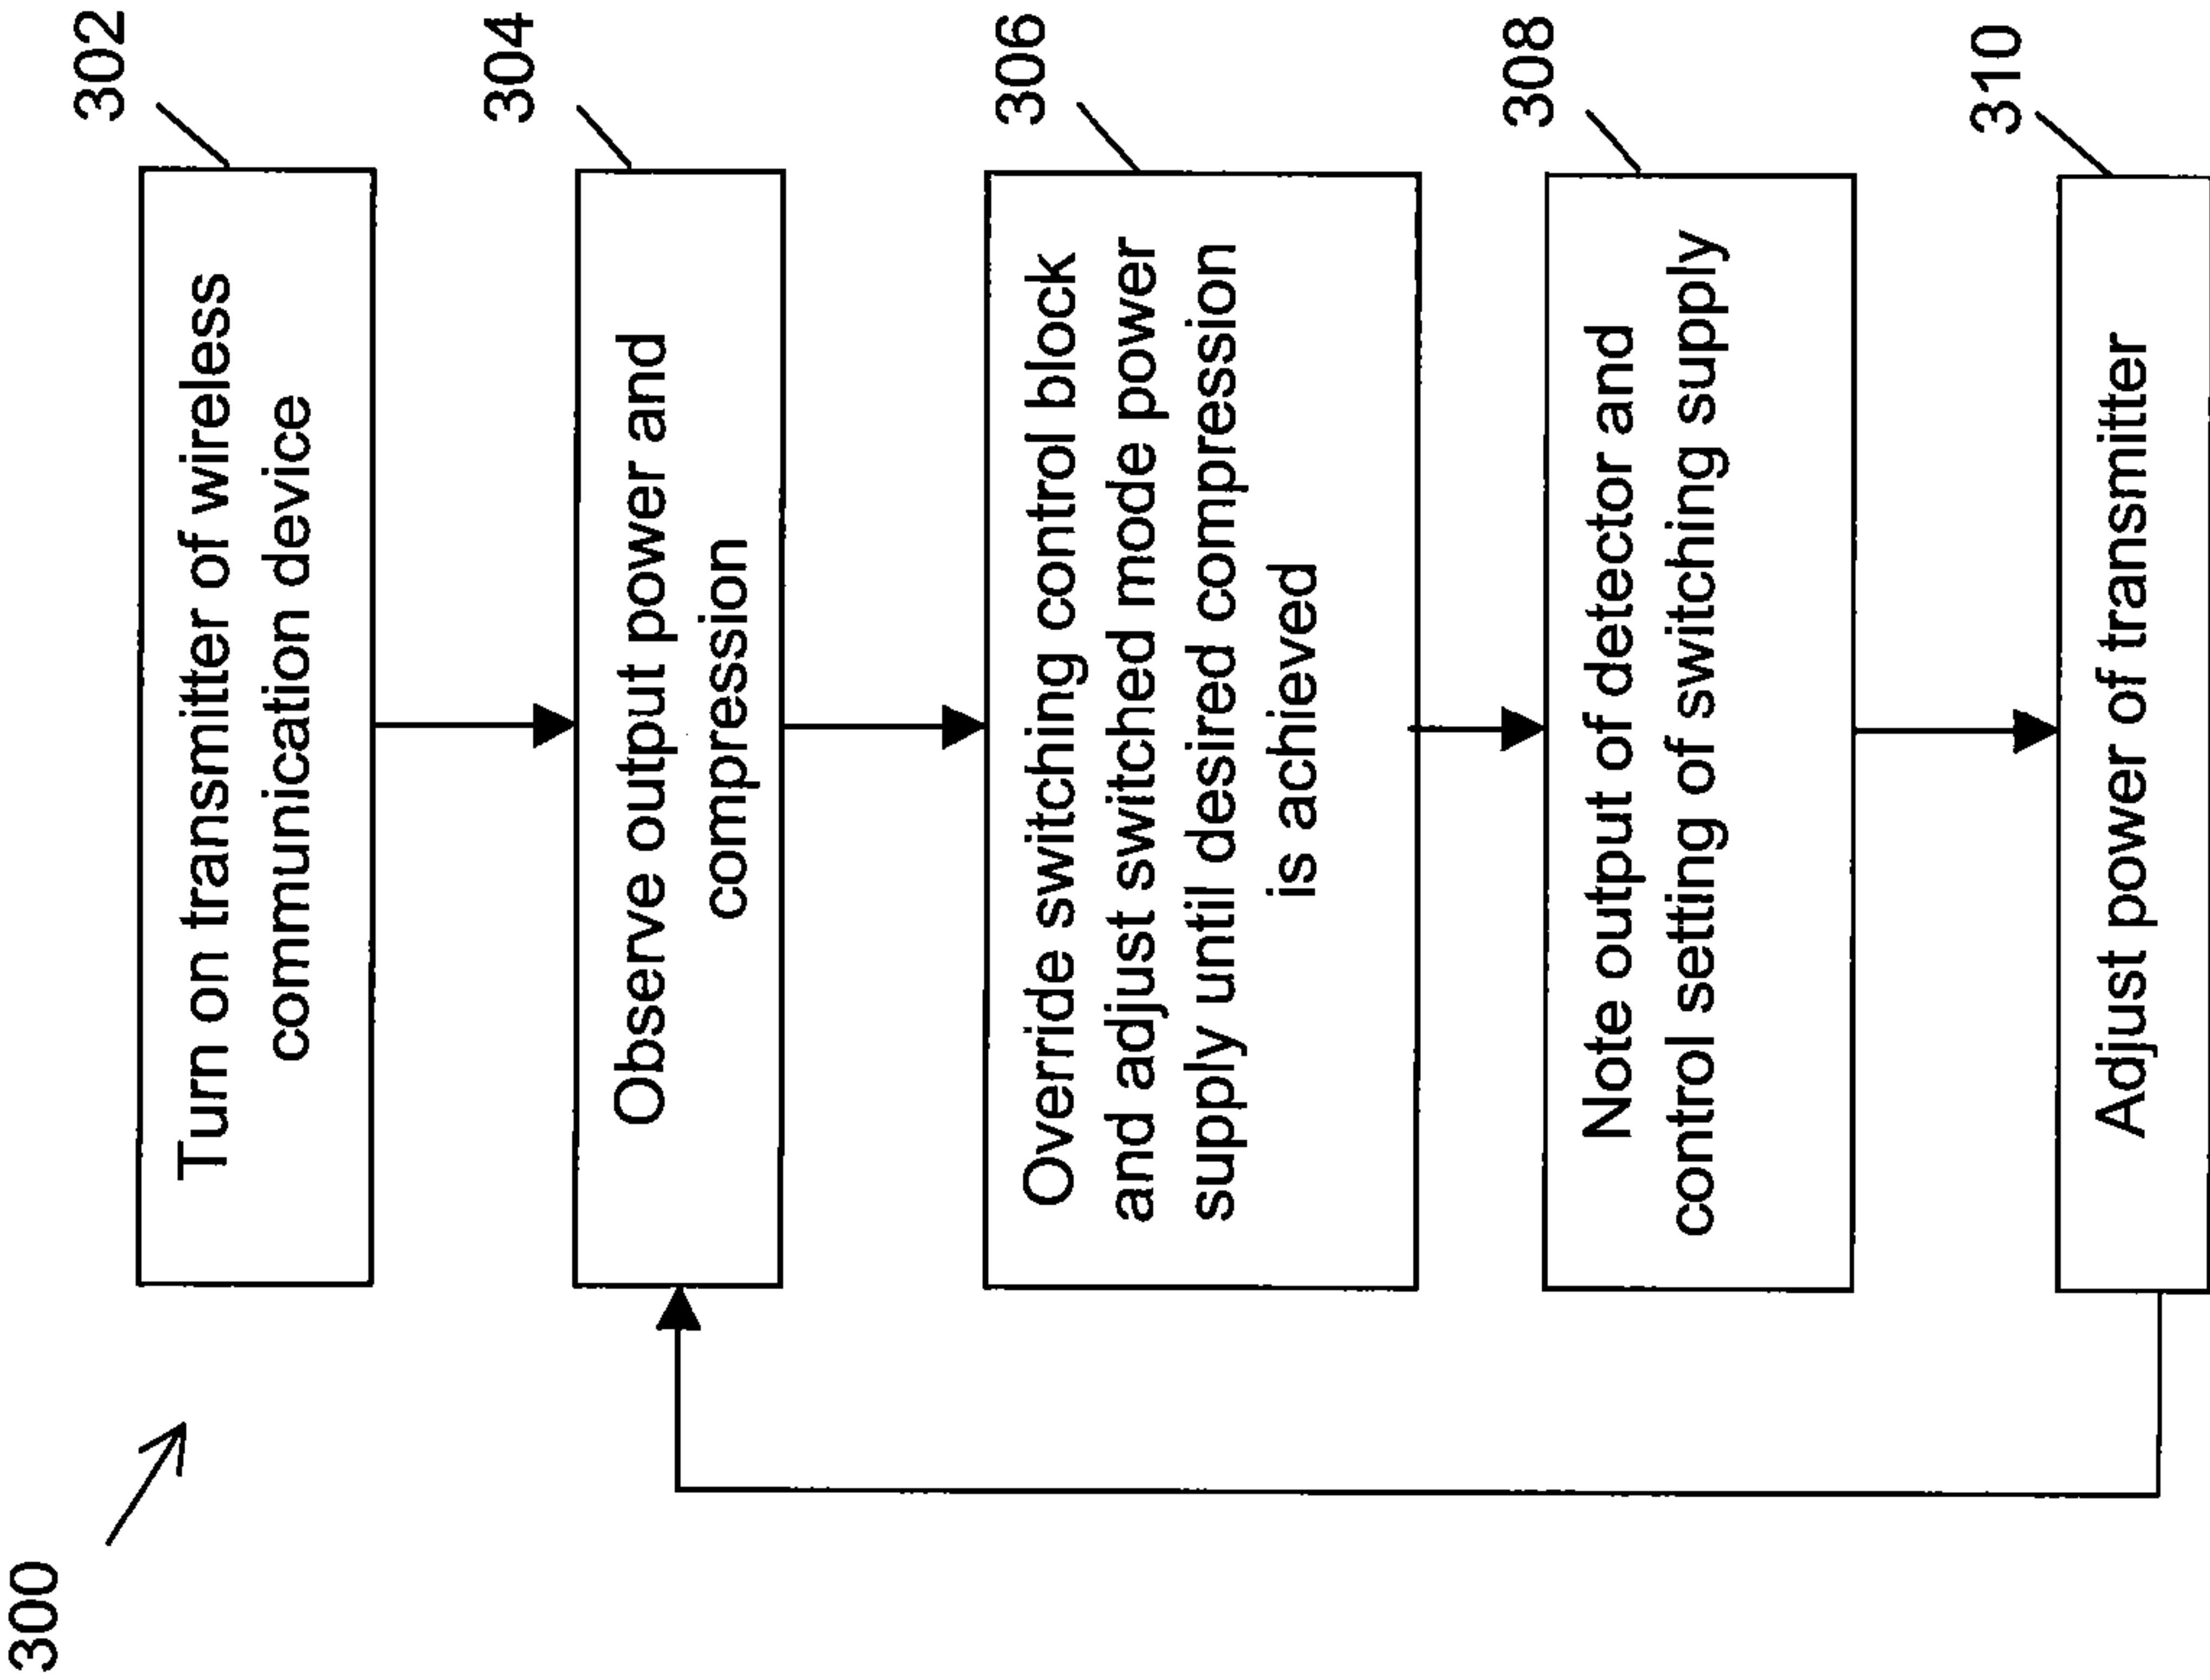 300
302
Turn on transmitter of wireless
communication device
304
Observe output power and
compression
306
Override switching control block
and adjust switched mode power
supply until desired compression
is achieved
308
Note output of detector and
control setting of switching supply
310
Adjust power of transmitter